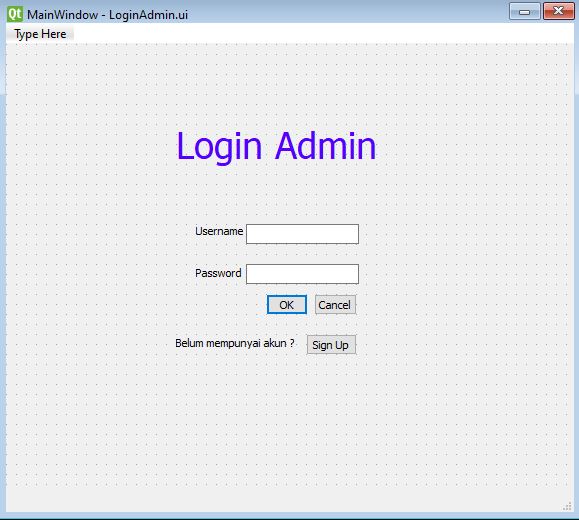 Qt MainWindow - LoginAdmin.ui
Type Here
Login Admin
Username
Password
OK Cancel
Belum mempunyai akun ? Sign Up